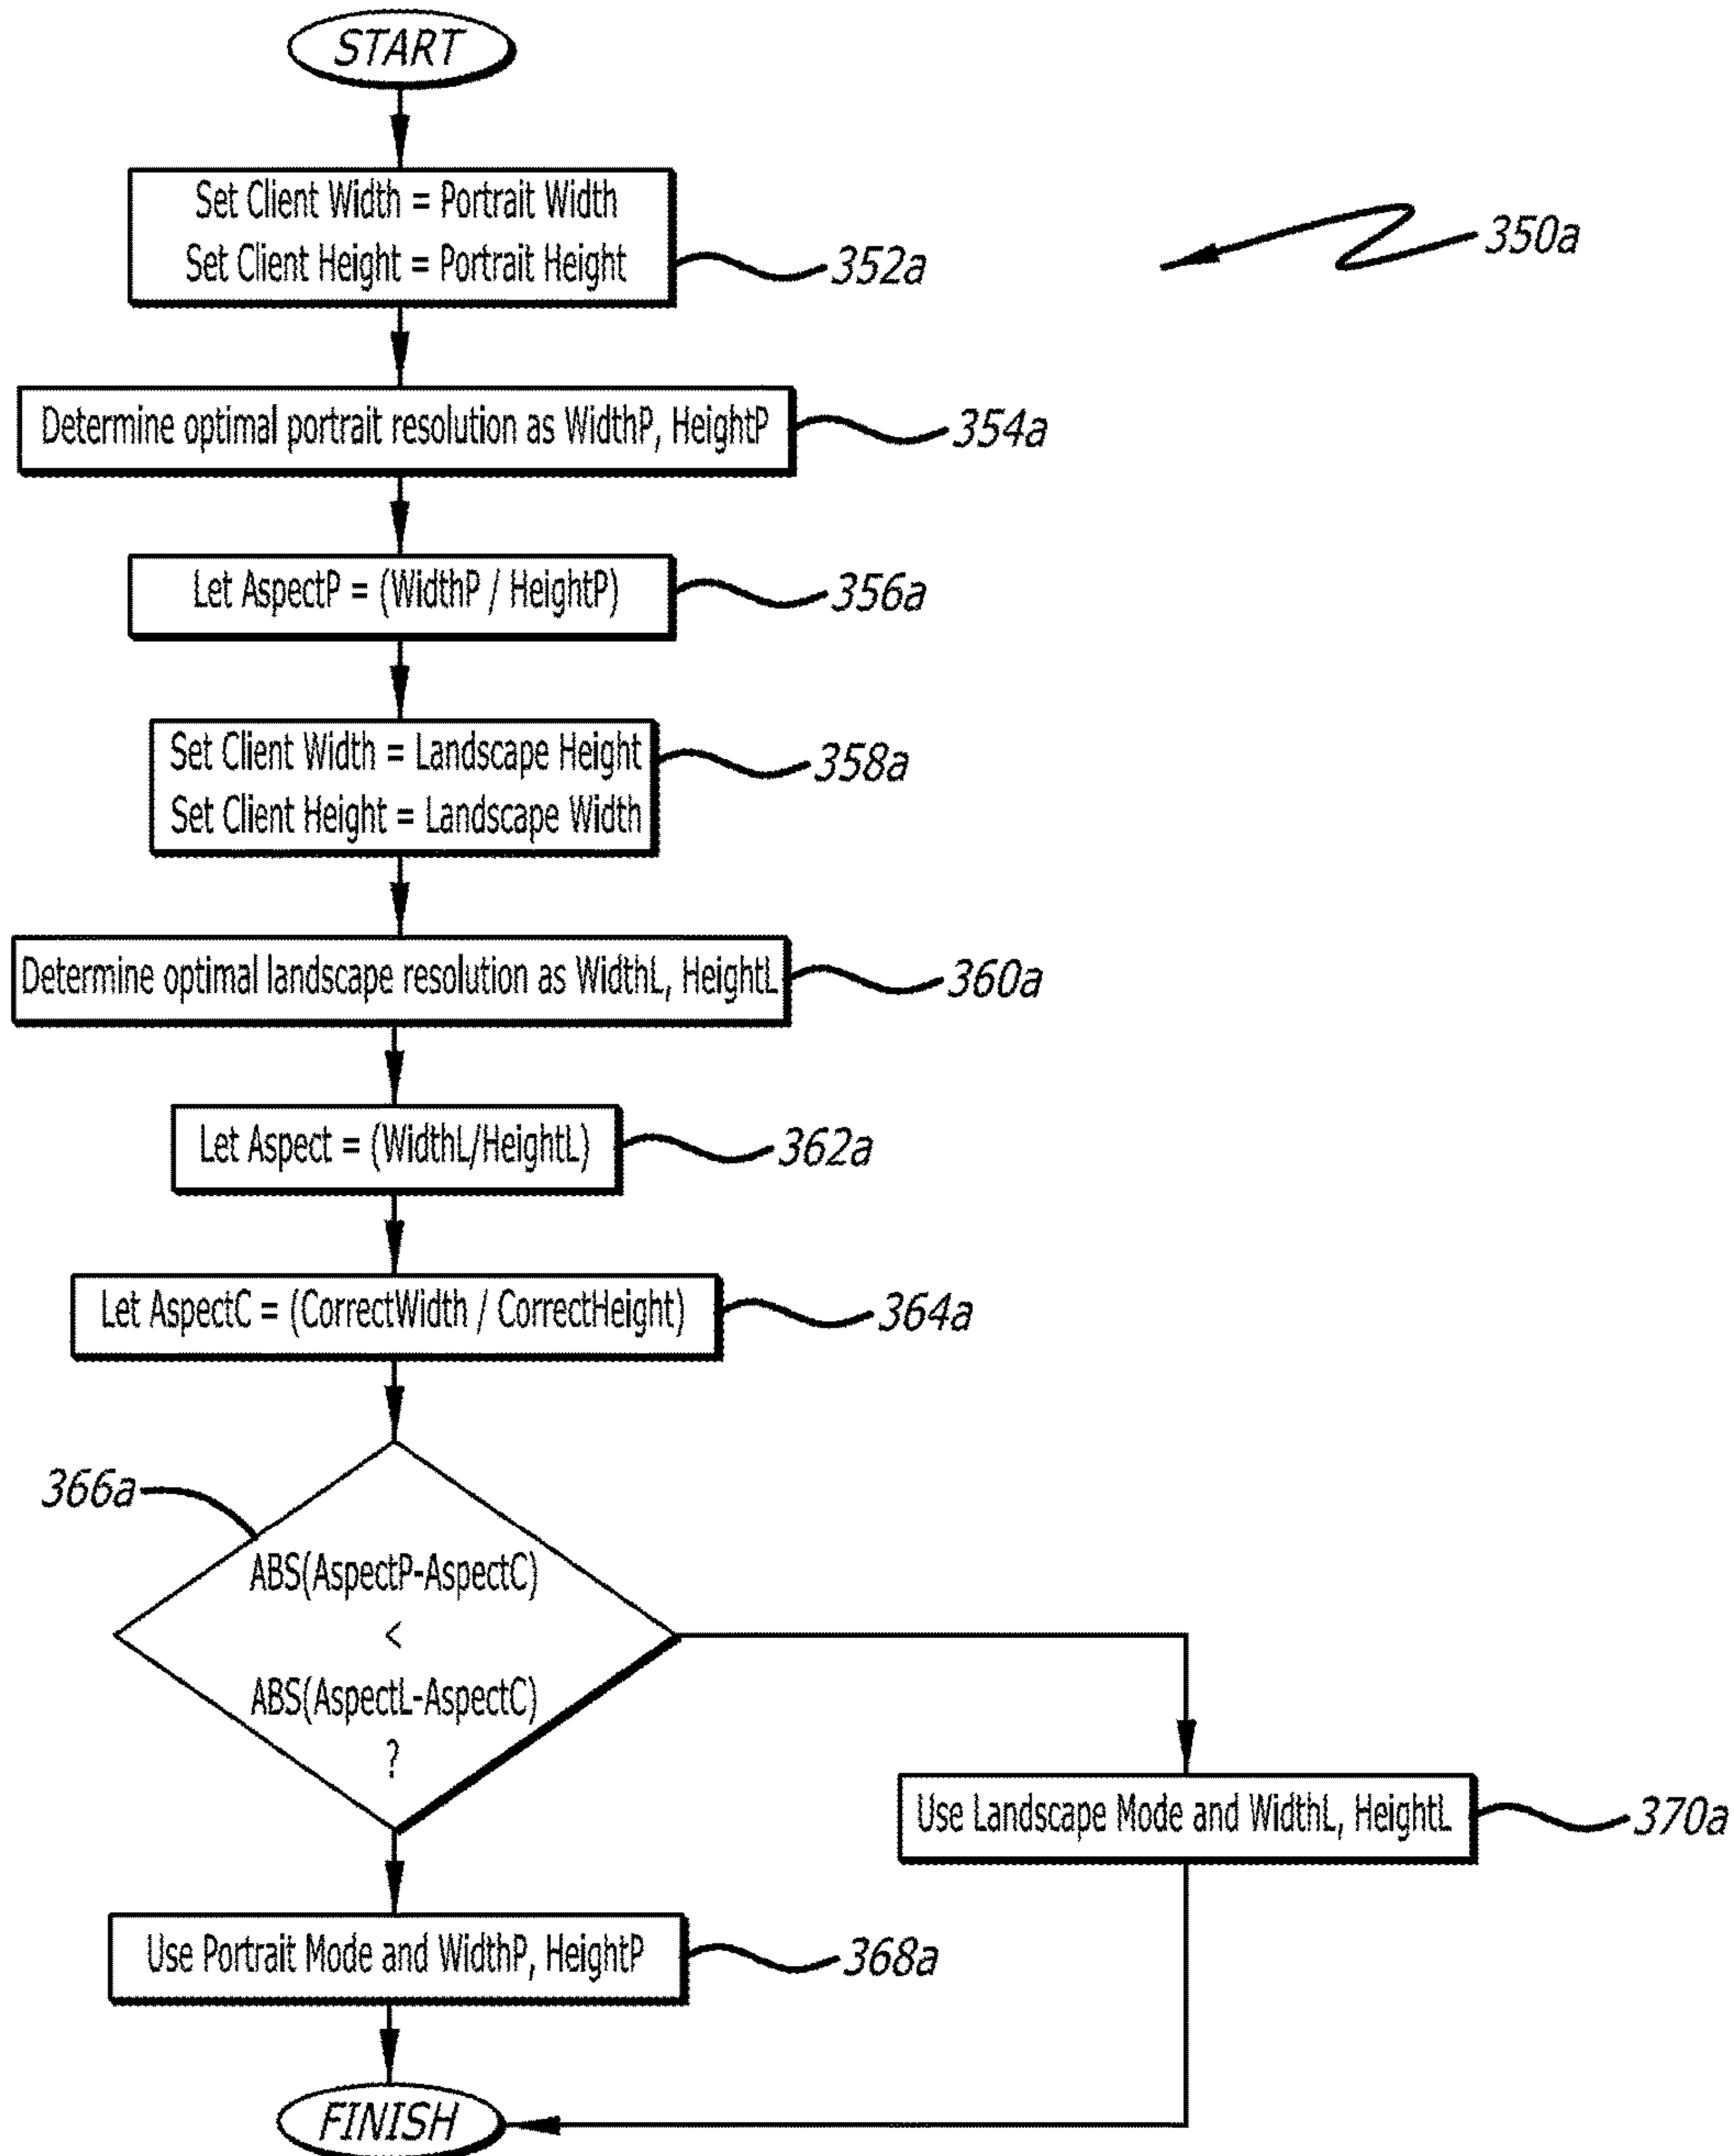 START
Set Client Width = Portrait Width
Set Client Height = Portrait Height
352a
350a
Determine optimal portrait resolution as WidthP, HeightP
354a
Let AspectP = (WidthP / HeightP)
356a
Set Client Width = Landscape Height
Set Client Height = Landscape Width
358a
Determine optimal landscape resolution as WidthL, HeightL
360a
Let Aspect = (WidthL/HeightL)
362a
Let AspectC = (CorrectWidth / CorrectHeight)
364a
366a
ABS(AspectP-AspectC)
<
ABS(AspectL-AspectC)
?
Use Landscape Mode and WidthL, HeightL
370a
Use Portrait Mode and WidthP, HeightP
368a
FINISH